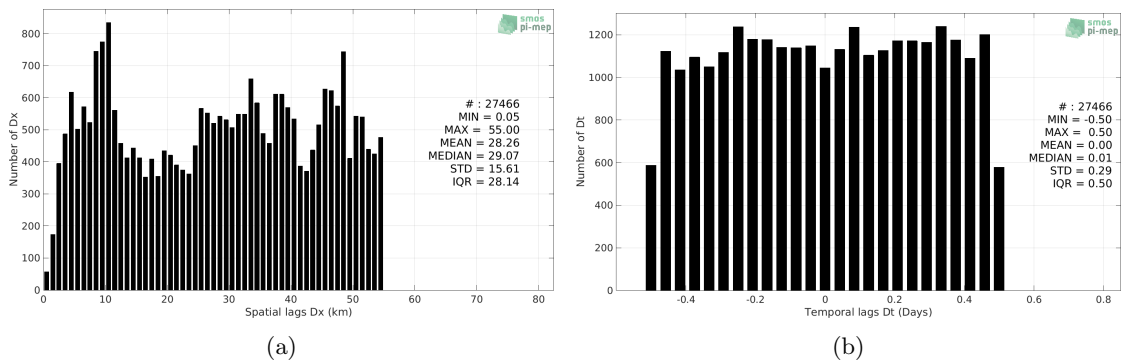 smos
pi-mep
800
700
600
500
400
300
200
100
0
Number of Dx
# : 27466
MIN = 0.05
MAX = 55.00
MEAN = 28.26
MEDIAN = 29.07
STD = 15.61
IQR = 28.14
0 10 20 30 40 50 60 70 80
Spatial lags Dx (km)
(a)
smos
pi-mep
1200
1000
800
600
400
200
0
Number of Dt
# : 27466
MIN = -0.50
MAX = 0.50
MEAN = 0.00
MEDIAN = 0.01
STD = 0.29
IQR = 0.50
-0.4 -0.2 0 0.2 0.4 0.6 0.8
Temporal lags Dt (Days)
(b)